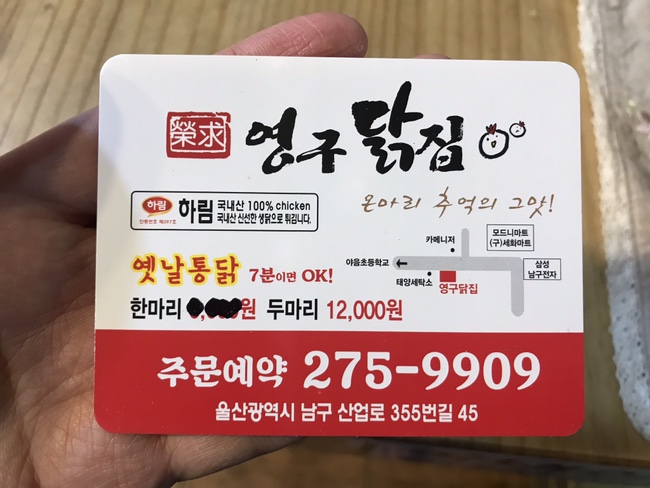 榮求 영구 닭집
온마리 추억의 그맛!
하림 하림 국내산 100% chicken
국내산 신선한 생닭으로 튀깁니다.
카메니저
모드니마트
(구)세화마트
야음초등학교
삼성
남구전자
태양세탁소
영구닭집
옛날통닭 7분이면 OK!
한마리 원 두마리 12,000원
주문예약 275-9909
울산광역시 남구 산업로 355번길 45